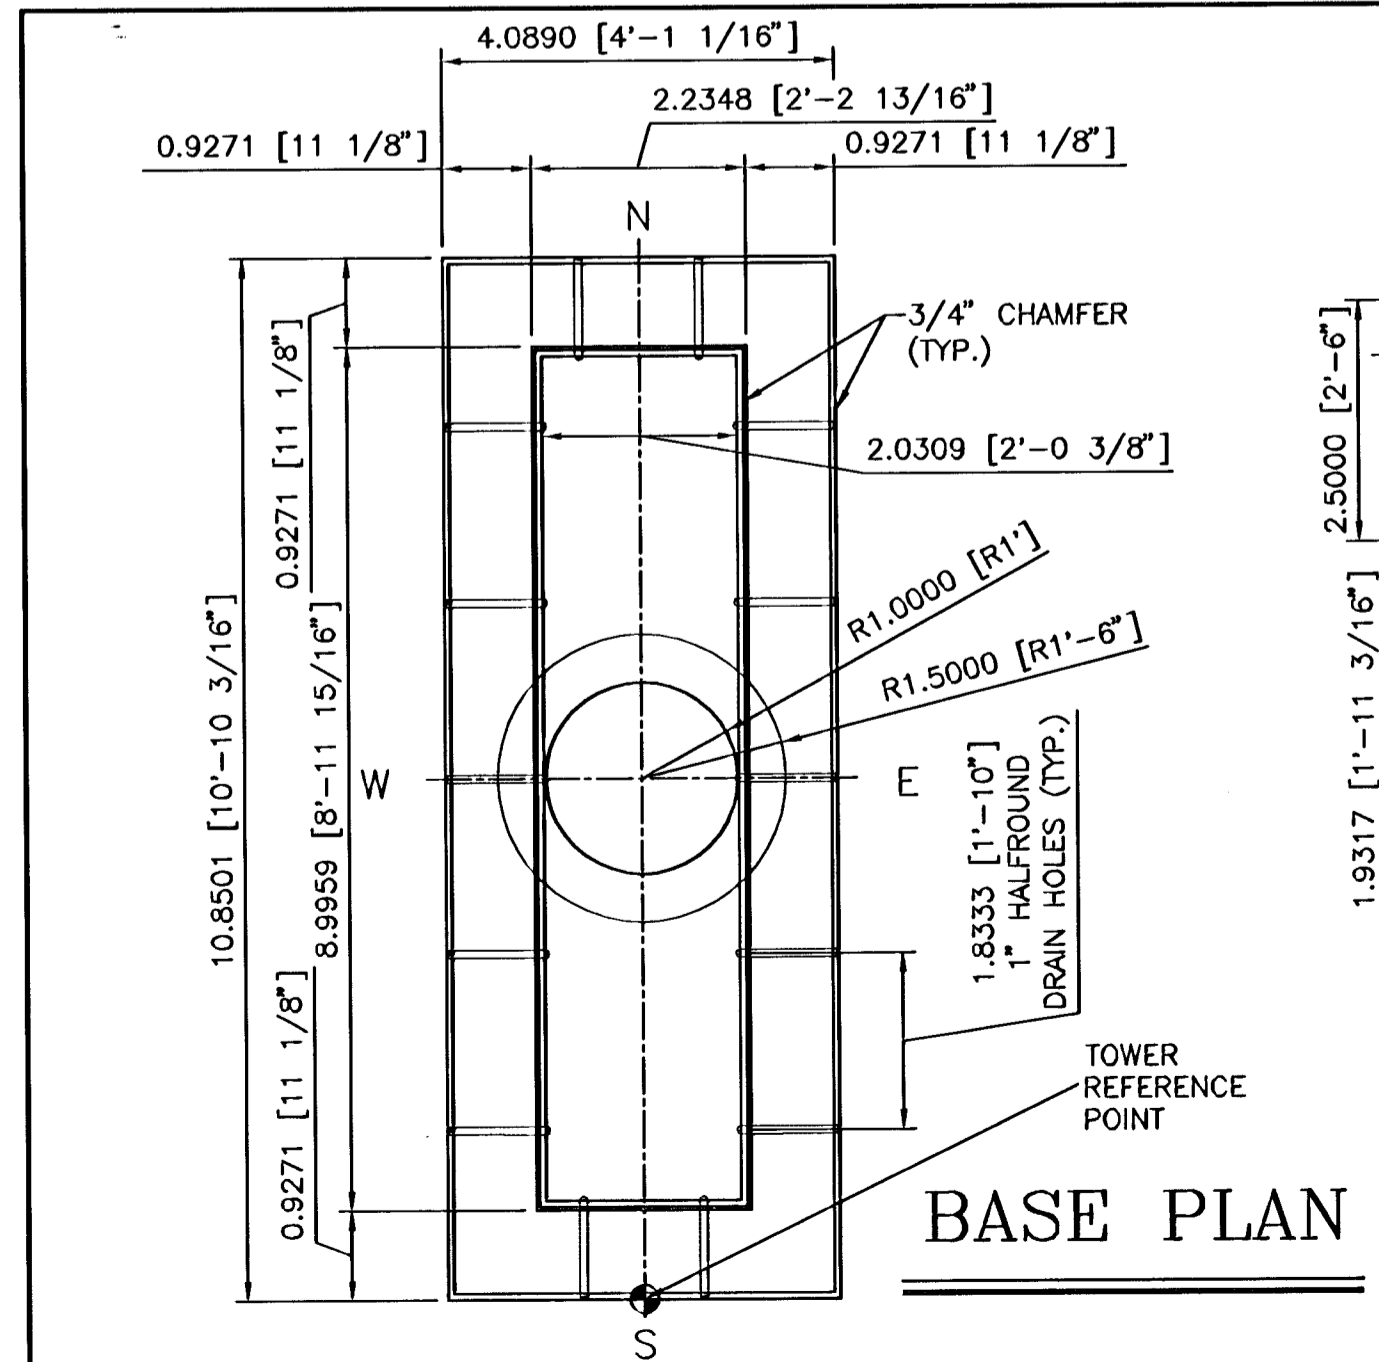 4.0890 [4'-1 1/16"]
2.2348 [2'-2 13/16"]
0.9271 [11 1/8"]
0.9271 [11 1/8"]
N
3/4" CHAMFER
(TYP.)
0.9271 [11 1/8"]
2.5000 [2'-6"]
2.0309 [2'-0 3/8"]
R1.0000 [R1']
R1.5000 [R1'-6"]
10.8501 [10'-10 3/16"]
8.9959 [8'-11 15/16"]
1.9317 [1'-11 3/16"]
W
E
1.8333 [1'-10"]
1" HALFROUND
DRAIN HOLES (TYP.)
0.9271 [11 1/8"]
TOWER
REFERENCE
POINT
BASE PLAN
S